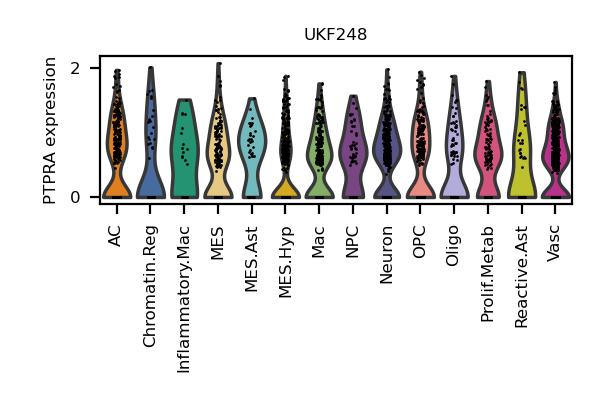 UKF248
PTPRA expression
2
0
AC
Chromatin.Reg
Inflammatory.Mac
MES
MES.Ast
MES.Hyp
Mac
NPC
Neuron
OPC
Oligo
Prolif.Metab
Reactive.Ast
Vasc